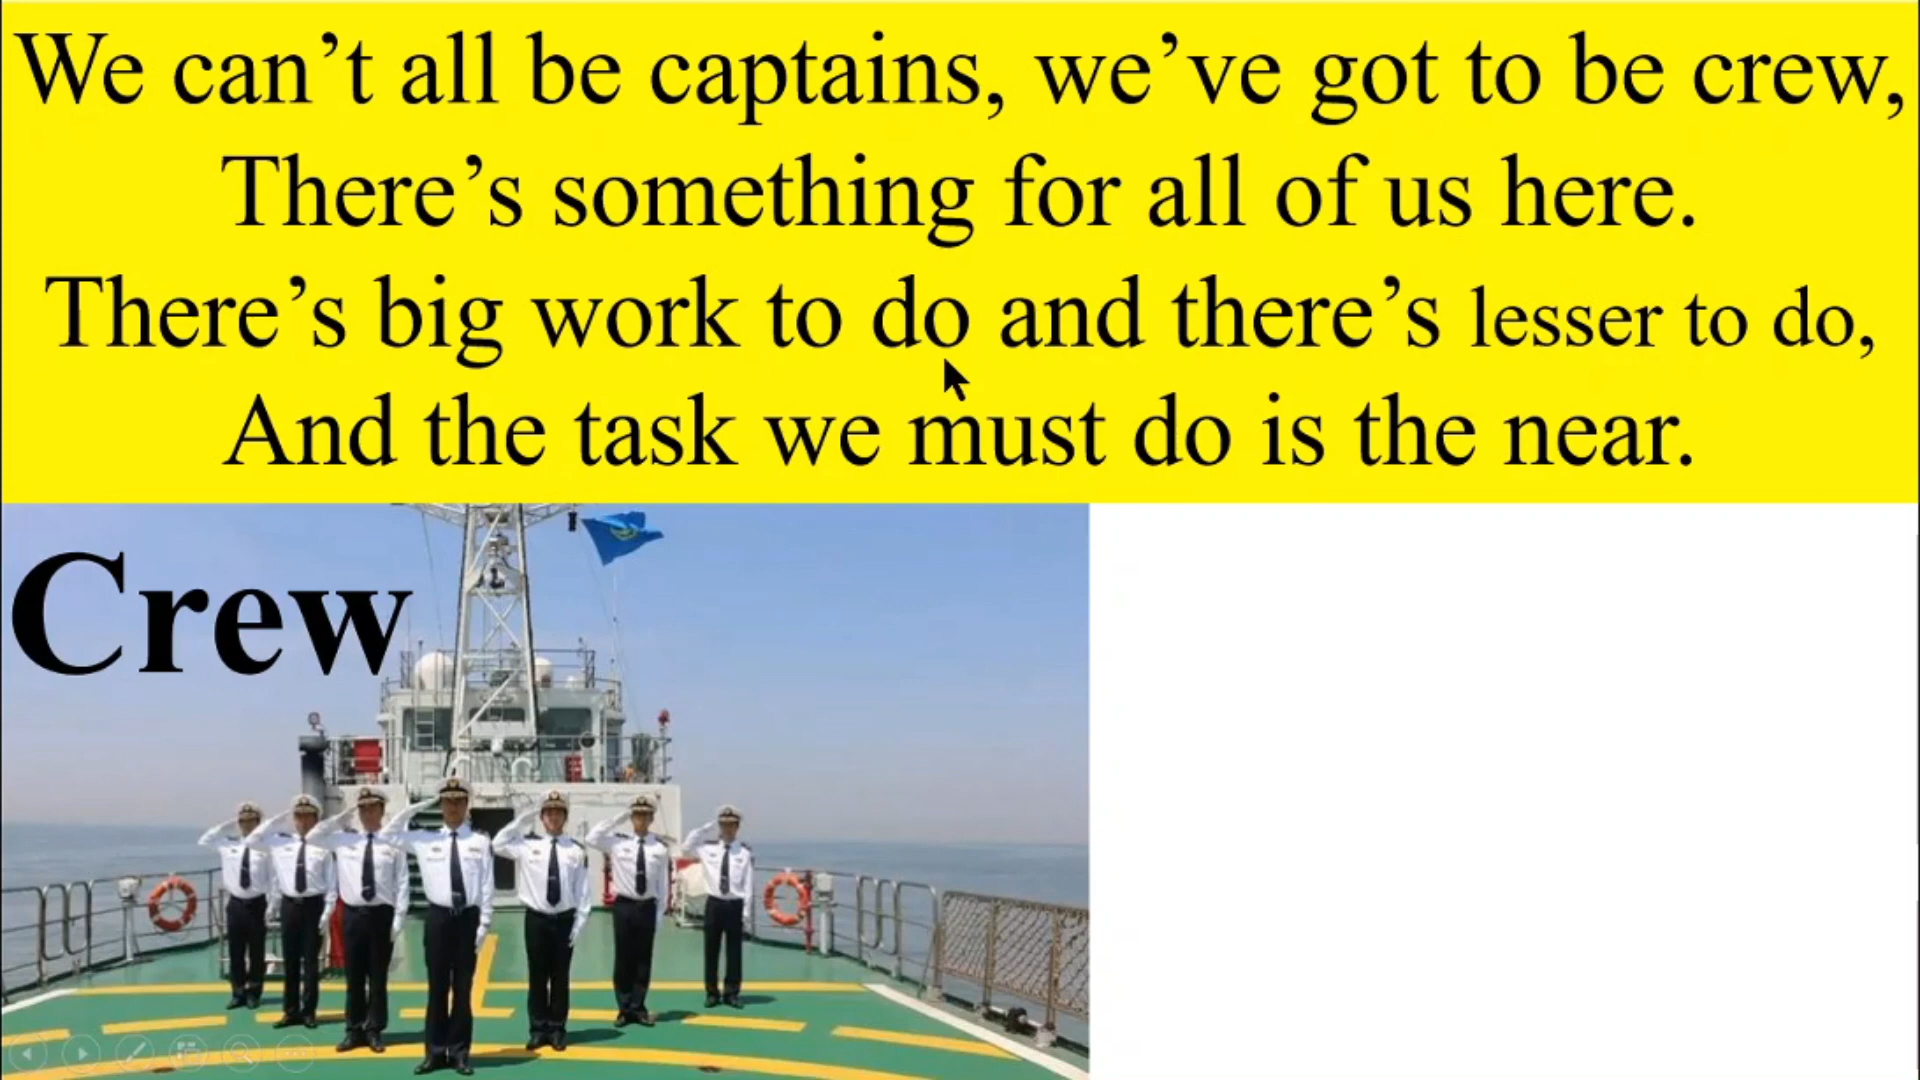 We can’t all be captains, we’ve got to be crew,
There’s something for all of us here.
There’s big work to do and there’s lesser to do,
And the task we must do is the near.
Crew